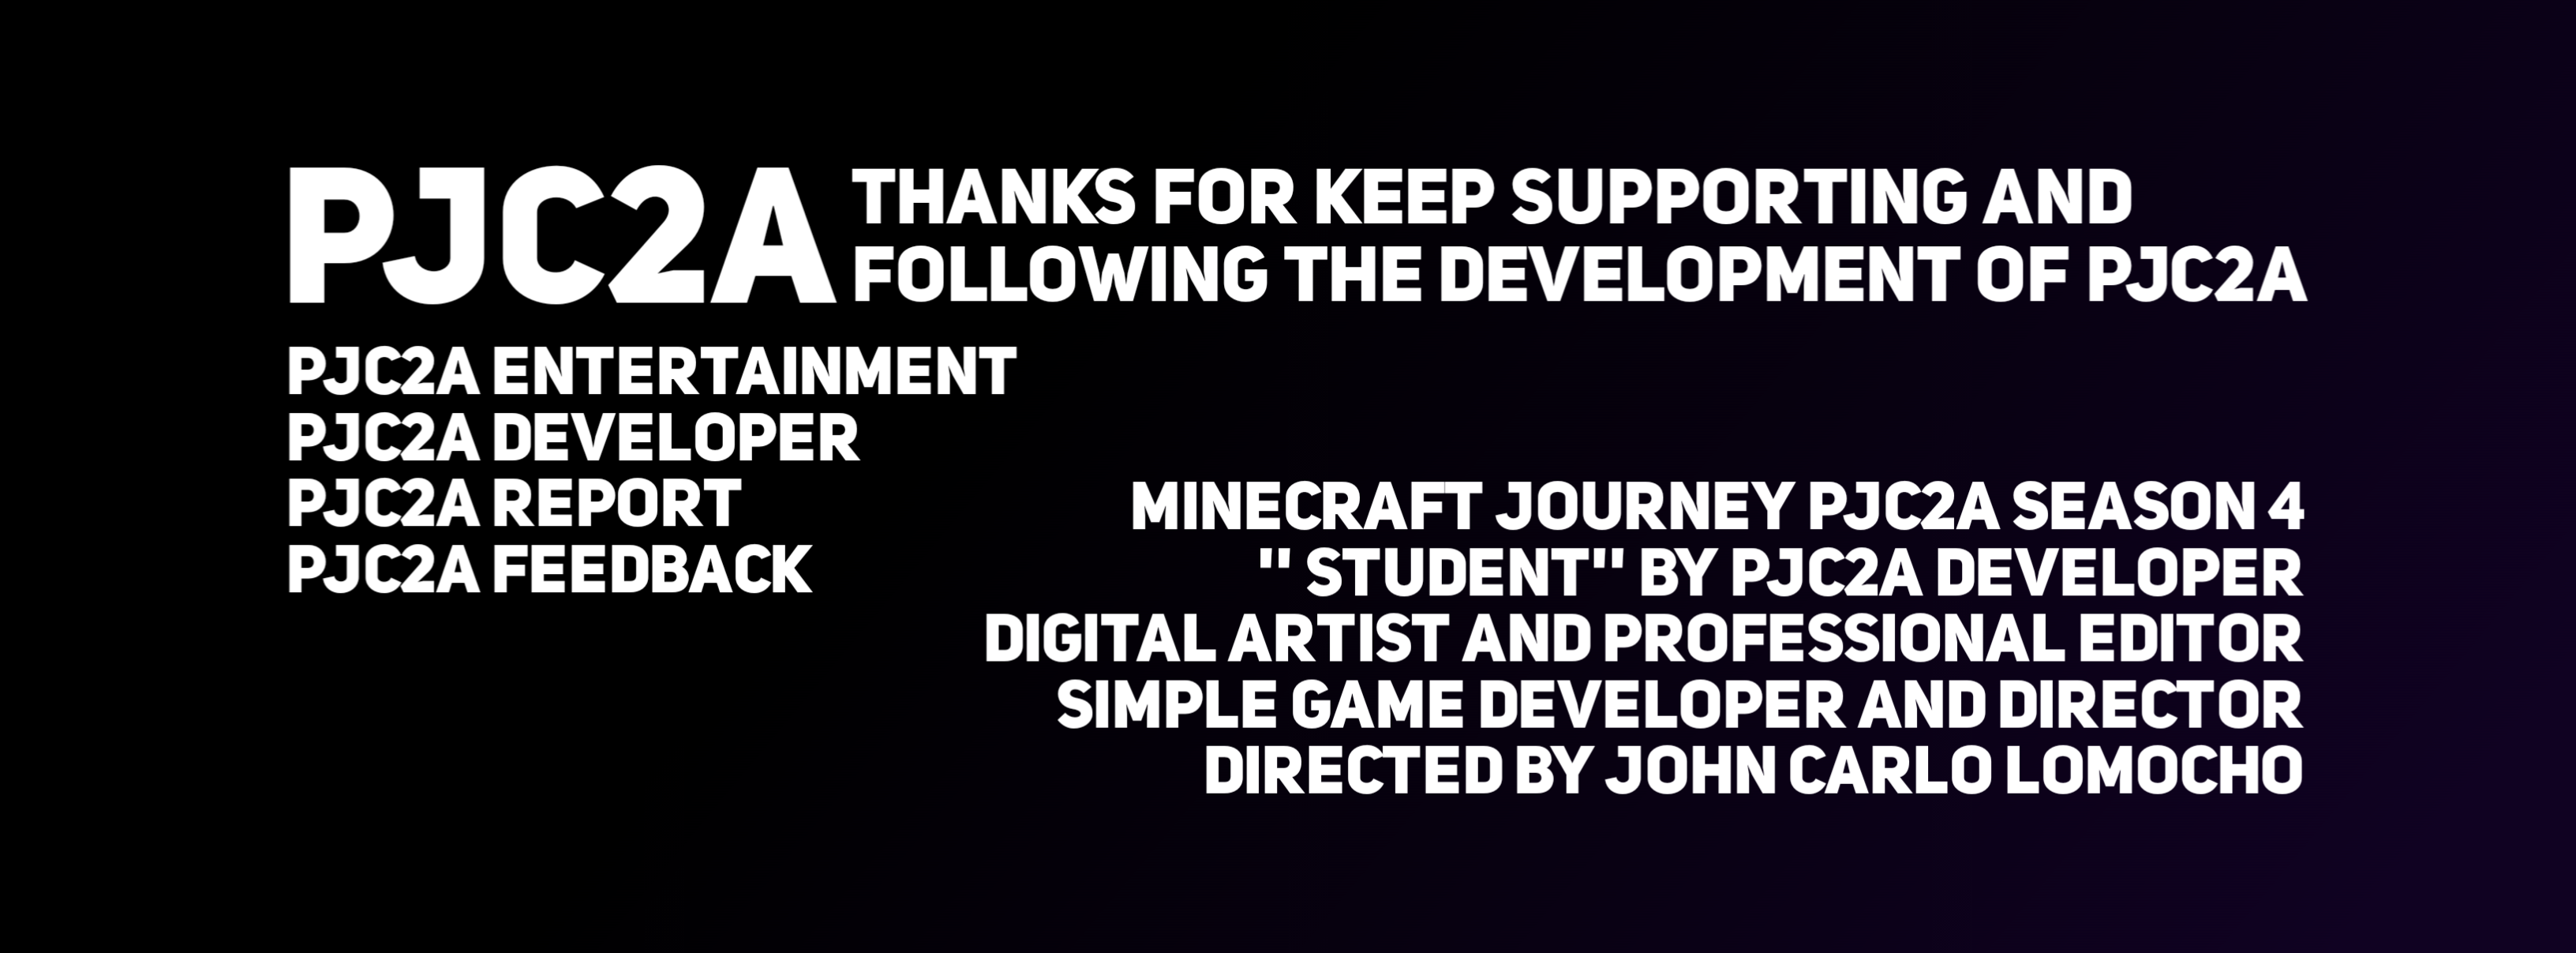 PJC2A
THANKS FOR KEEP SUPPORTING AND
FOLLOWING THE DEVELOPMENT OF PJC2A
PJC2A ENTERTAINMENT
PJC2A DEVELOPER
PJC2A REPORT
PJC2A FEEDBACK
MINECRAFT JOURNEY PJC2A SEASON 4
" STUDENT" BY PJC2A DEVELOPER
DIGITAL ARTIST AND PROFESSIONAL EDITOR
SIMPLE GAME DEVELOPER AND DIRECTOR
DIRECTED BY JOHN CARLO LOMOCHO